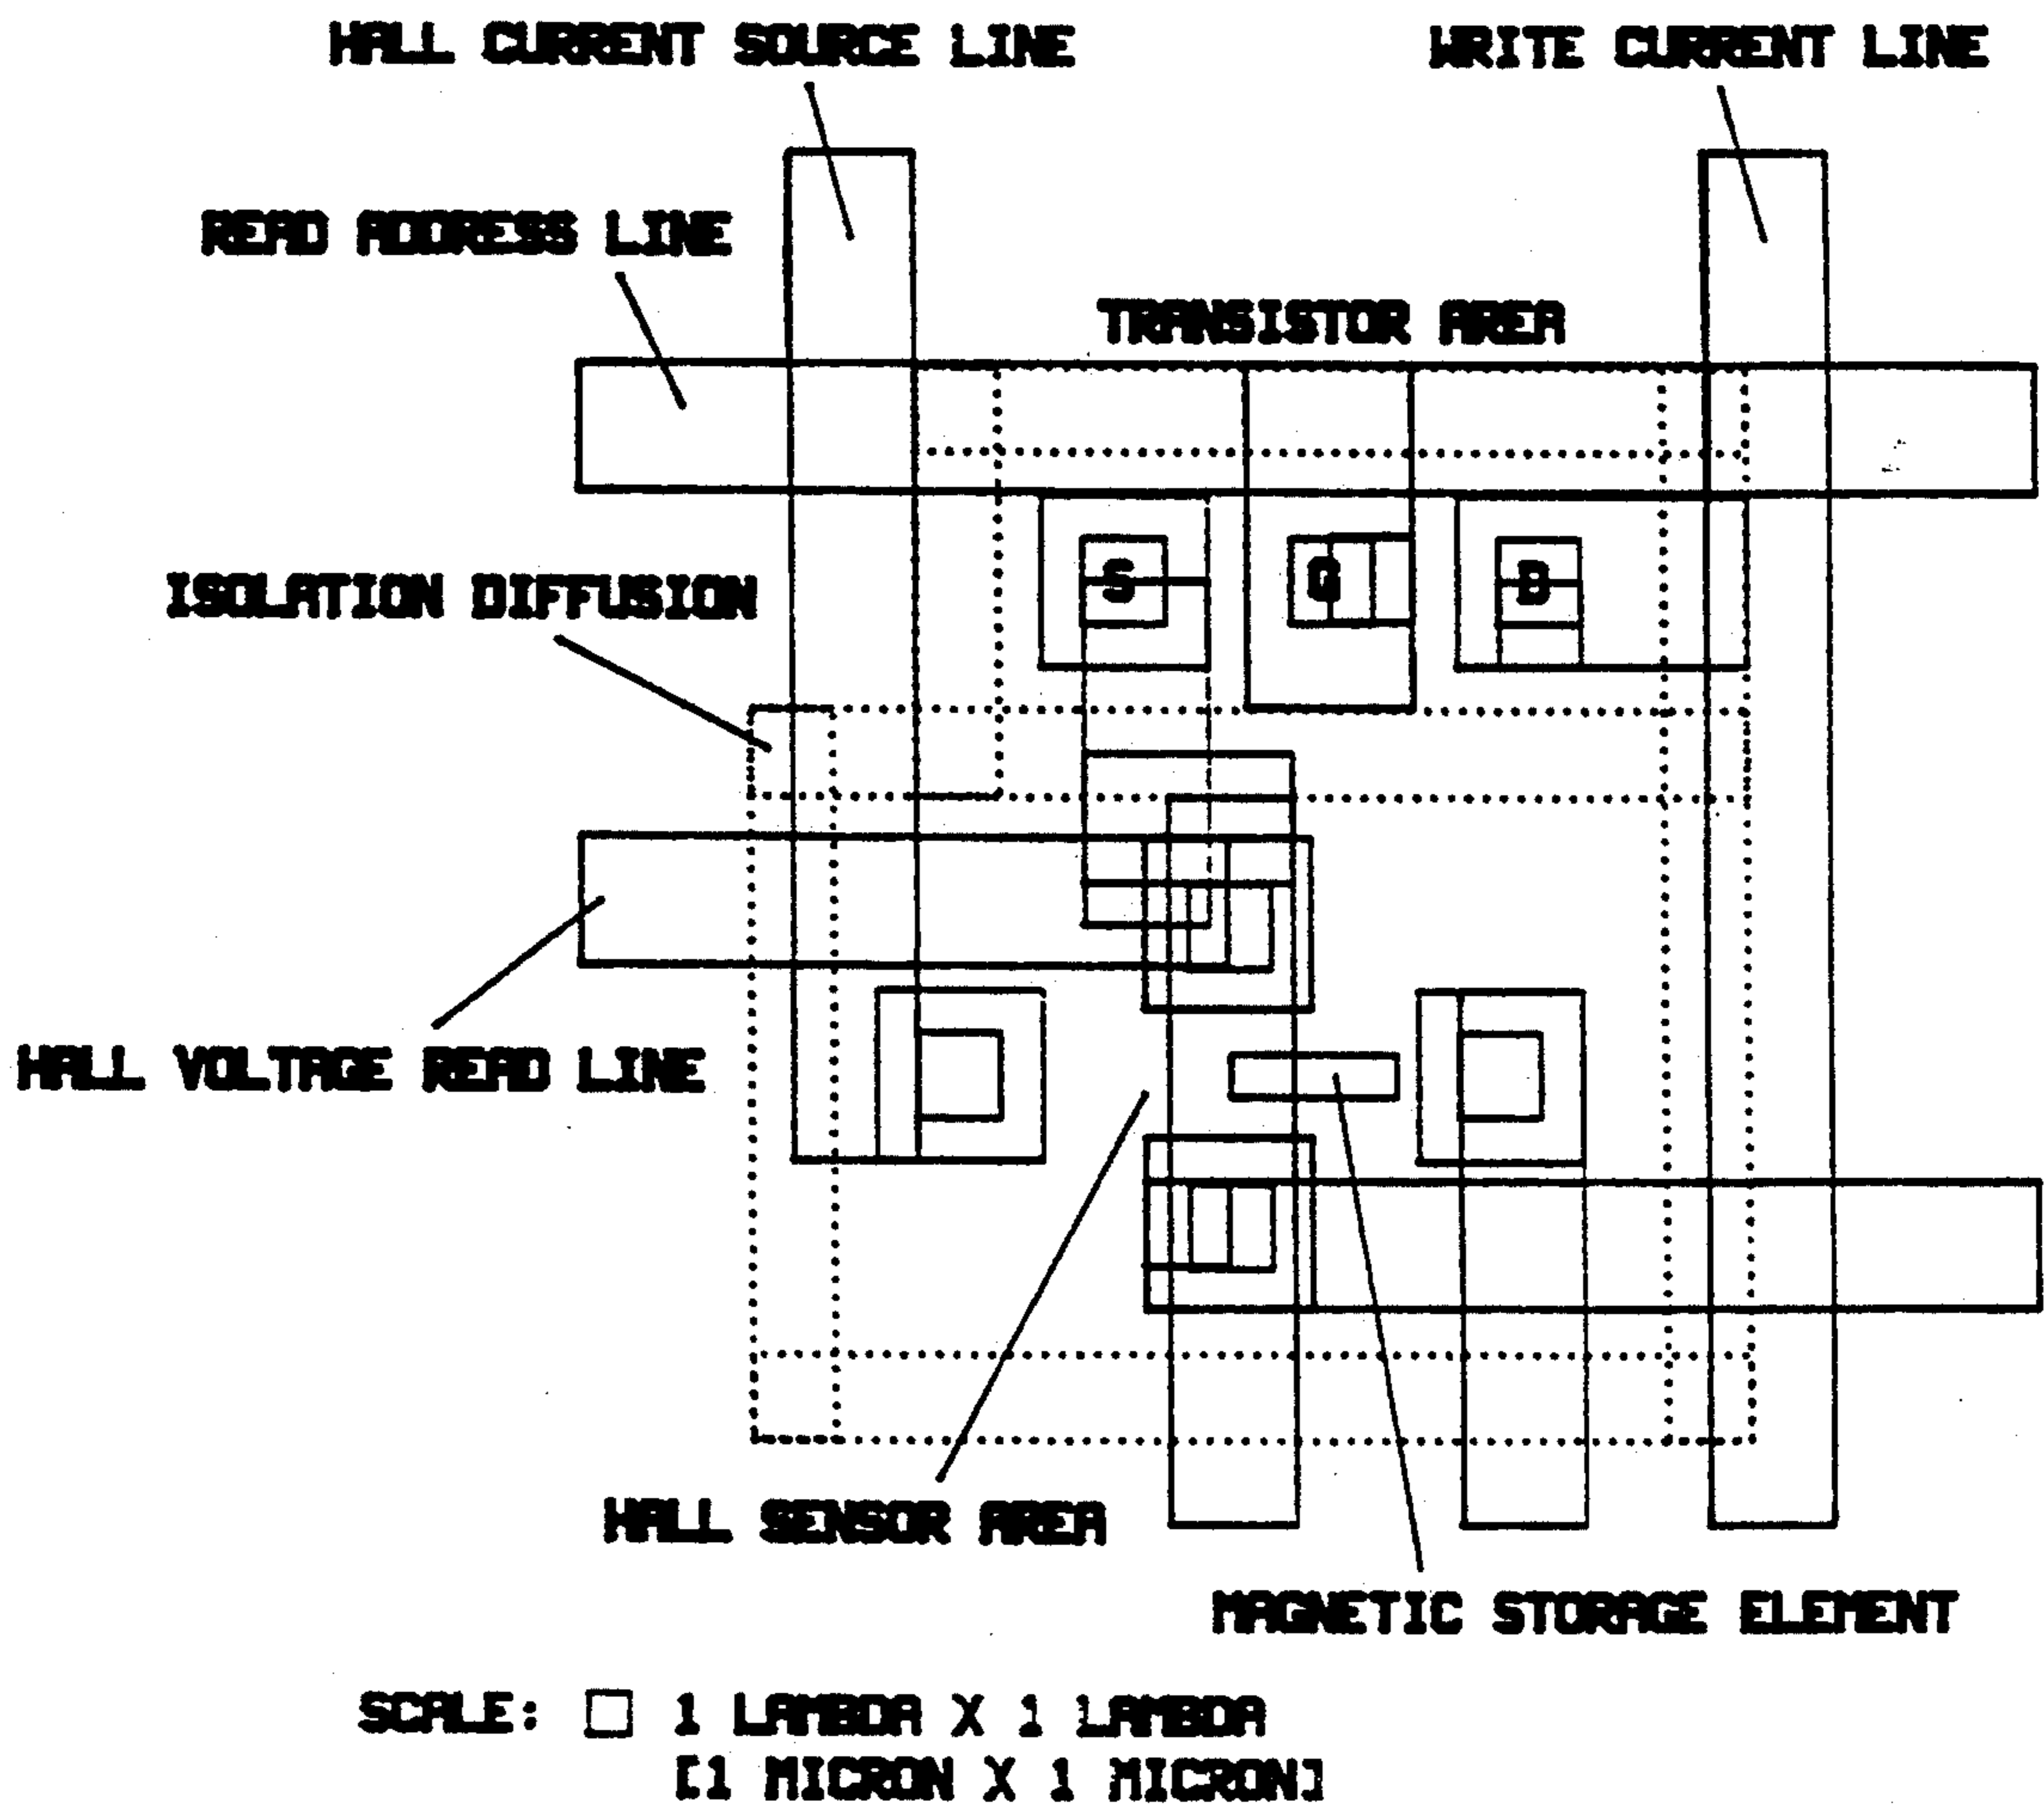 HALL CURRENT SOURCE LINE
WRITE CURRENT LINE
READ ADDRESS LINE
TRANSISTOR AREA
S
G
D
ISOLATION DIFFUSION
HALL VOLTAGE READ LINE
HALL SENSOR AREA
MAGNETIC STORAGE ELEMENT
SCALE: 1 LAMBDA X 1 LAMBDA
[1 MICRON X 1 MICRON]